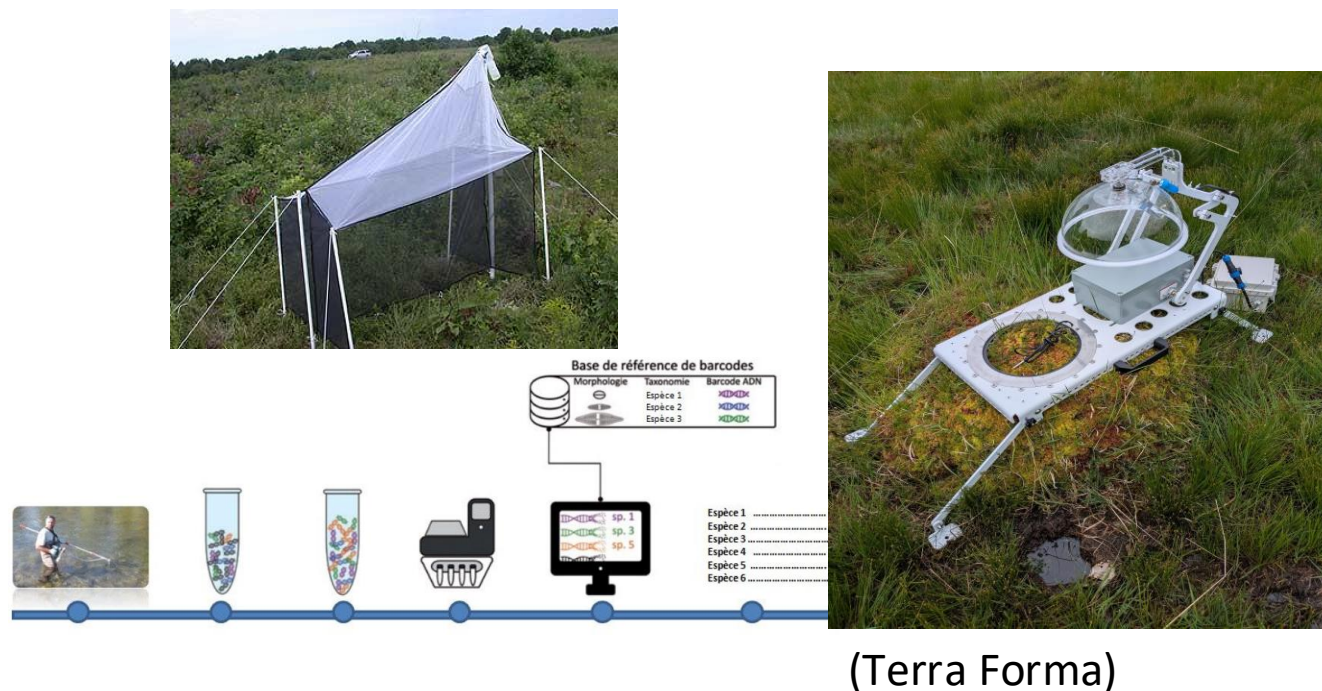 Base de référence de barcodes
Morphologie Taxonomie Barcode ADN
Espèce 1
Espèce 2
Espèce 3
sp. 1
sp. 3
sp. 5
Espèce 1 ........................
Espèce 2 ........................
Espèce 3 ........................
Espèce 4 ........................
Espèce 5 ........................
Espèce 6 ........................
(Terra Forma)